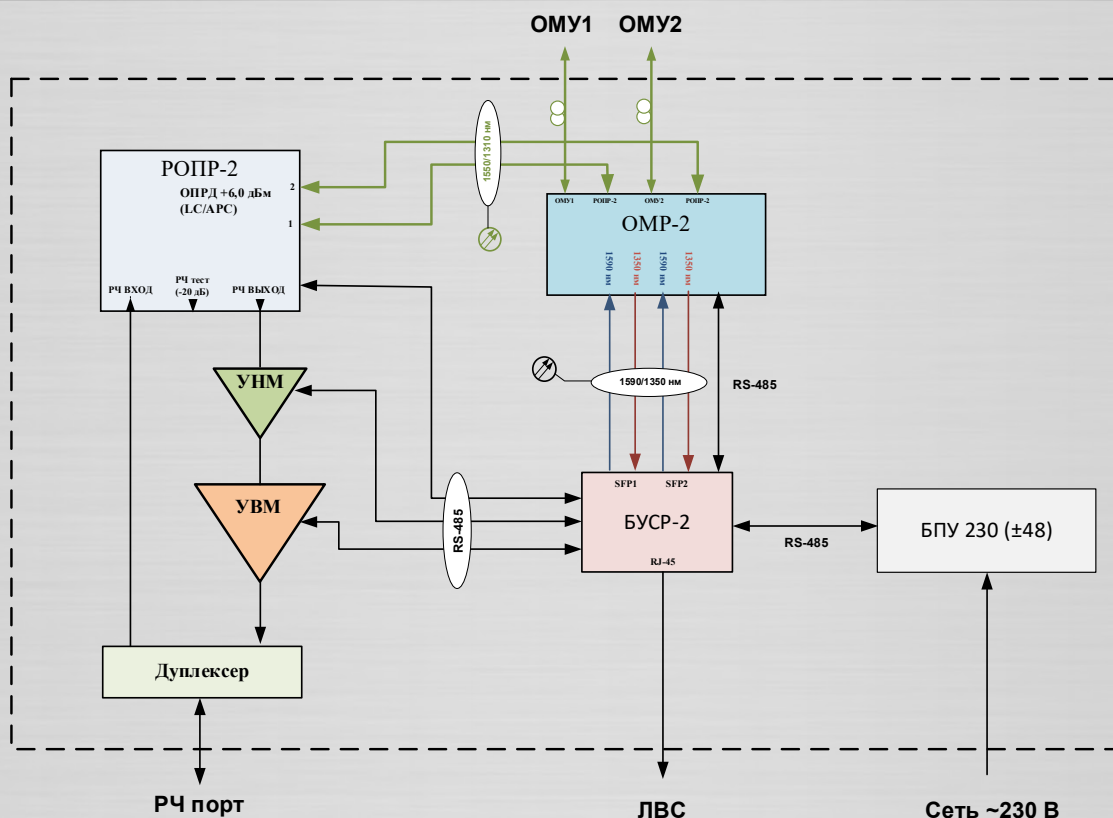 ОМУ1
ОМУ2
1550/1310 нм
РОПР-2
ОПРД +6,0 дБм
(LC/APC)
2
1
РЧ ВХОД
РЧ тест
(-20 дБ)
РЧ ВЫХОД
ОМУ1
РОПР-2
ОМУ2
РОПР-2
ОМР-2
1590 нм
1350 нм
1590 нм
1350 нм
1590/1350 нм
RS-485
УНМ
УВМ
RS-485
SFP1
SFP2
БУСР-2
RJ-45
RS-485
БПУ 230 (±48)
Дуплексер
РЧ порт
ЛВС
Сеть ~230 В